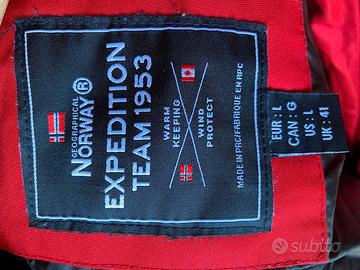 GEOGRAPHICAL
NORWAY®
EXPEDITION
TEAM 1953
WARM
KEEPING
WIND
PROTECT
MADE IN PRC/FABRIQUE EN RPC
EUR : L
CAN : G
US : L
UK : 41
subito